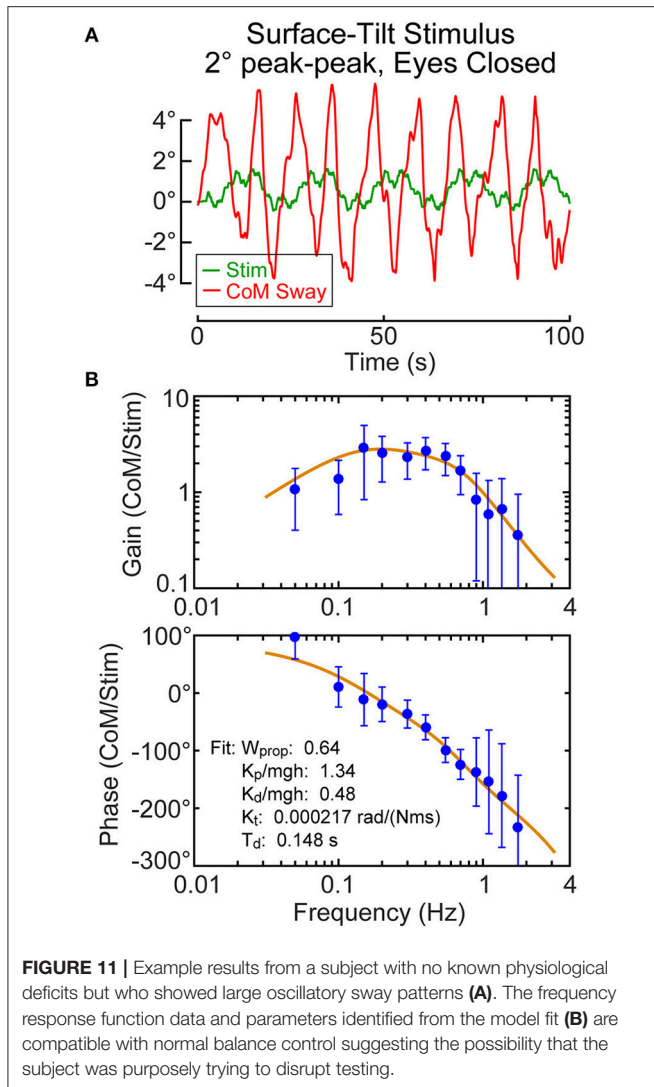 A
Surface-Tilt Stimulus
2° peak-peak, Eyes Closed
4°
2°
0°
-2°
-4°
Stim
CoM Sway
0
50
100
Time (s)
B
Gain (CoM/Stim)
10
1
0.1
0.01
0.1
1
4
Phase (CoM/Stim)
100°
0°
-100°
-200°
-300°
Fit: Wprop: 0.64
Kp/mgh: 1.34
Kd/mgh: 0.48
Kt: 0.000217 rad/(Nms)
Td: 0.148 s
0.01
0.1
1
4
Frequency (Hz)
FIGURE 11 | Example results from a subject with no known physiological
deficits but who showed large oscillatory sway patterns (A). The frequency
response function data and parameters identified from the model fit (B) are
compatible with normal balance control suggesting the possibility that the
subject was purposely trying to disrupt testing.